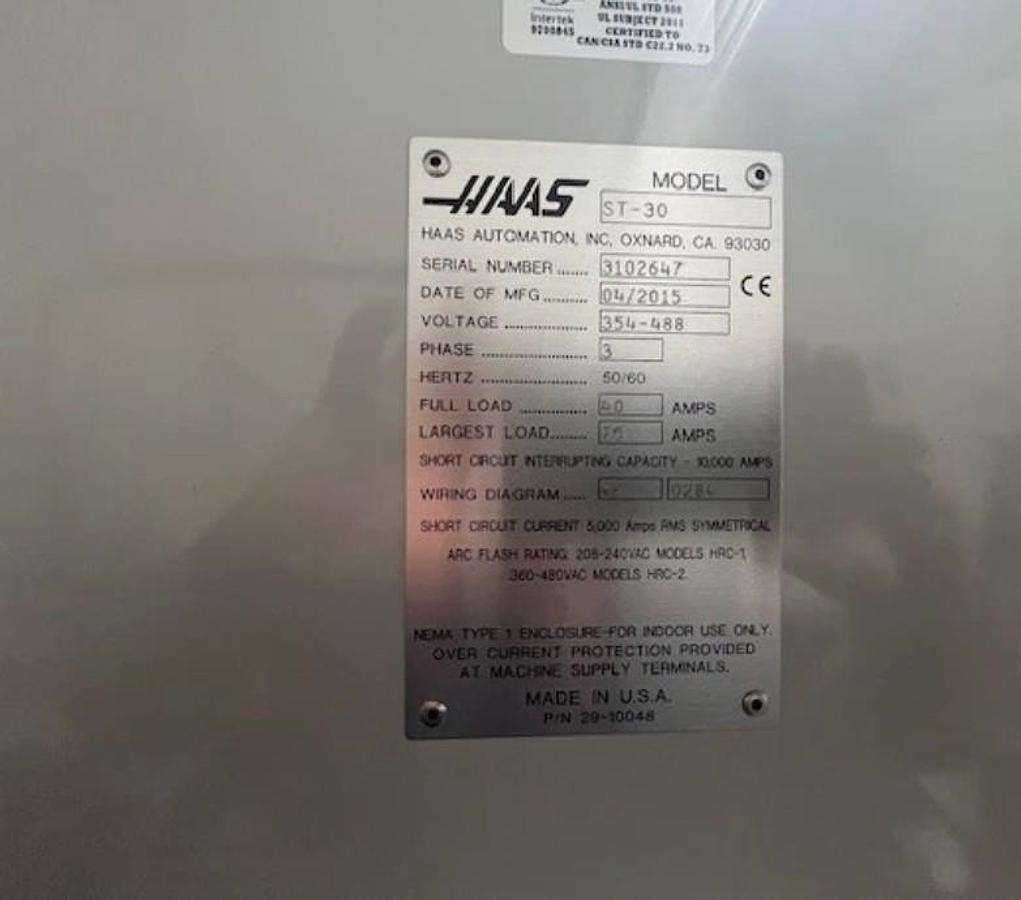 ANSI/UL STD 508
Intertek
UL SUBJECT 2011
9200845
CERTIFIED TO
CAN/CSA STD C22.2 NO. 73
HAAS
MODEL
ST-30
HAAS AUTOMATION, INC, OXNARD, CA. 93030
SERIAL NUMBER ....... 3102647
CE
DATE OF MFG .......... 04/2015
VOLTAGE ................... 354-488
PHASE ........................ 3
HERTZ ........................ 50/60
FULL LOAD ............... 40 AMPS
LARGEST LOAD ........ AMPS
SHORT CIRCUIT INTERRUPTING CAPACITY - 10,000 AMPS
WIRING DIAGRAM ..... 
SHORT CIRCUIT CURRENT 5,000 Amps RMS SYMMETRICAL
ARC FLASH RATING: 208-240VAC MODELS HRC-1,
360-480VAC MODELS HRC-2.
NEMA TYPE 1 ENCLOSURE-FOR INDOOR USE ONLY.
OVER CURRENT PROTECTION PROVIDED
AT MACHINE SUPPLY TERMINALS.
MADE IN U.S.A.
P/N 29-10048